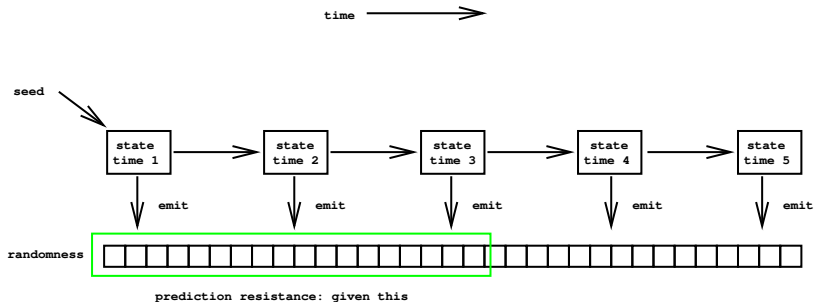 time
seed
state
time 1
state
time 2
state
time 3
state
time 4
state
time 5
emit
emit
emit
emit
emit
randomness
prediction resistance: given this